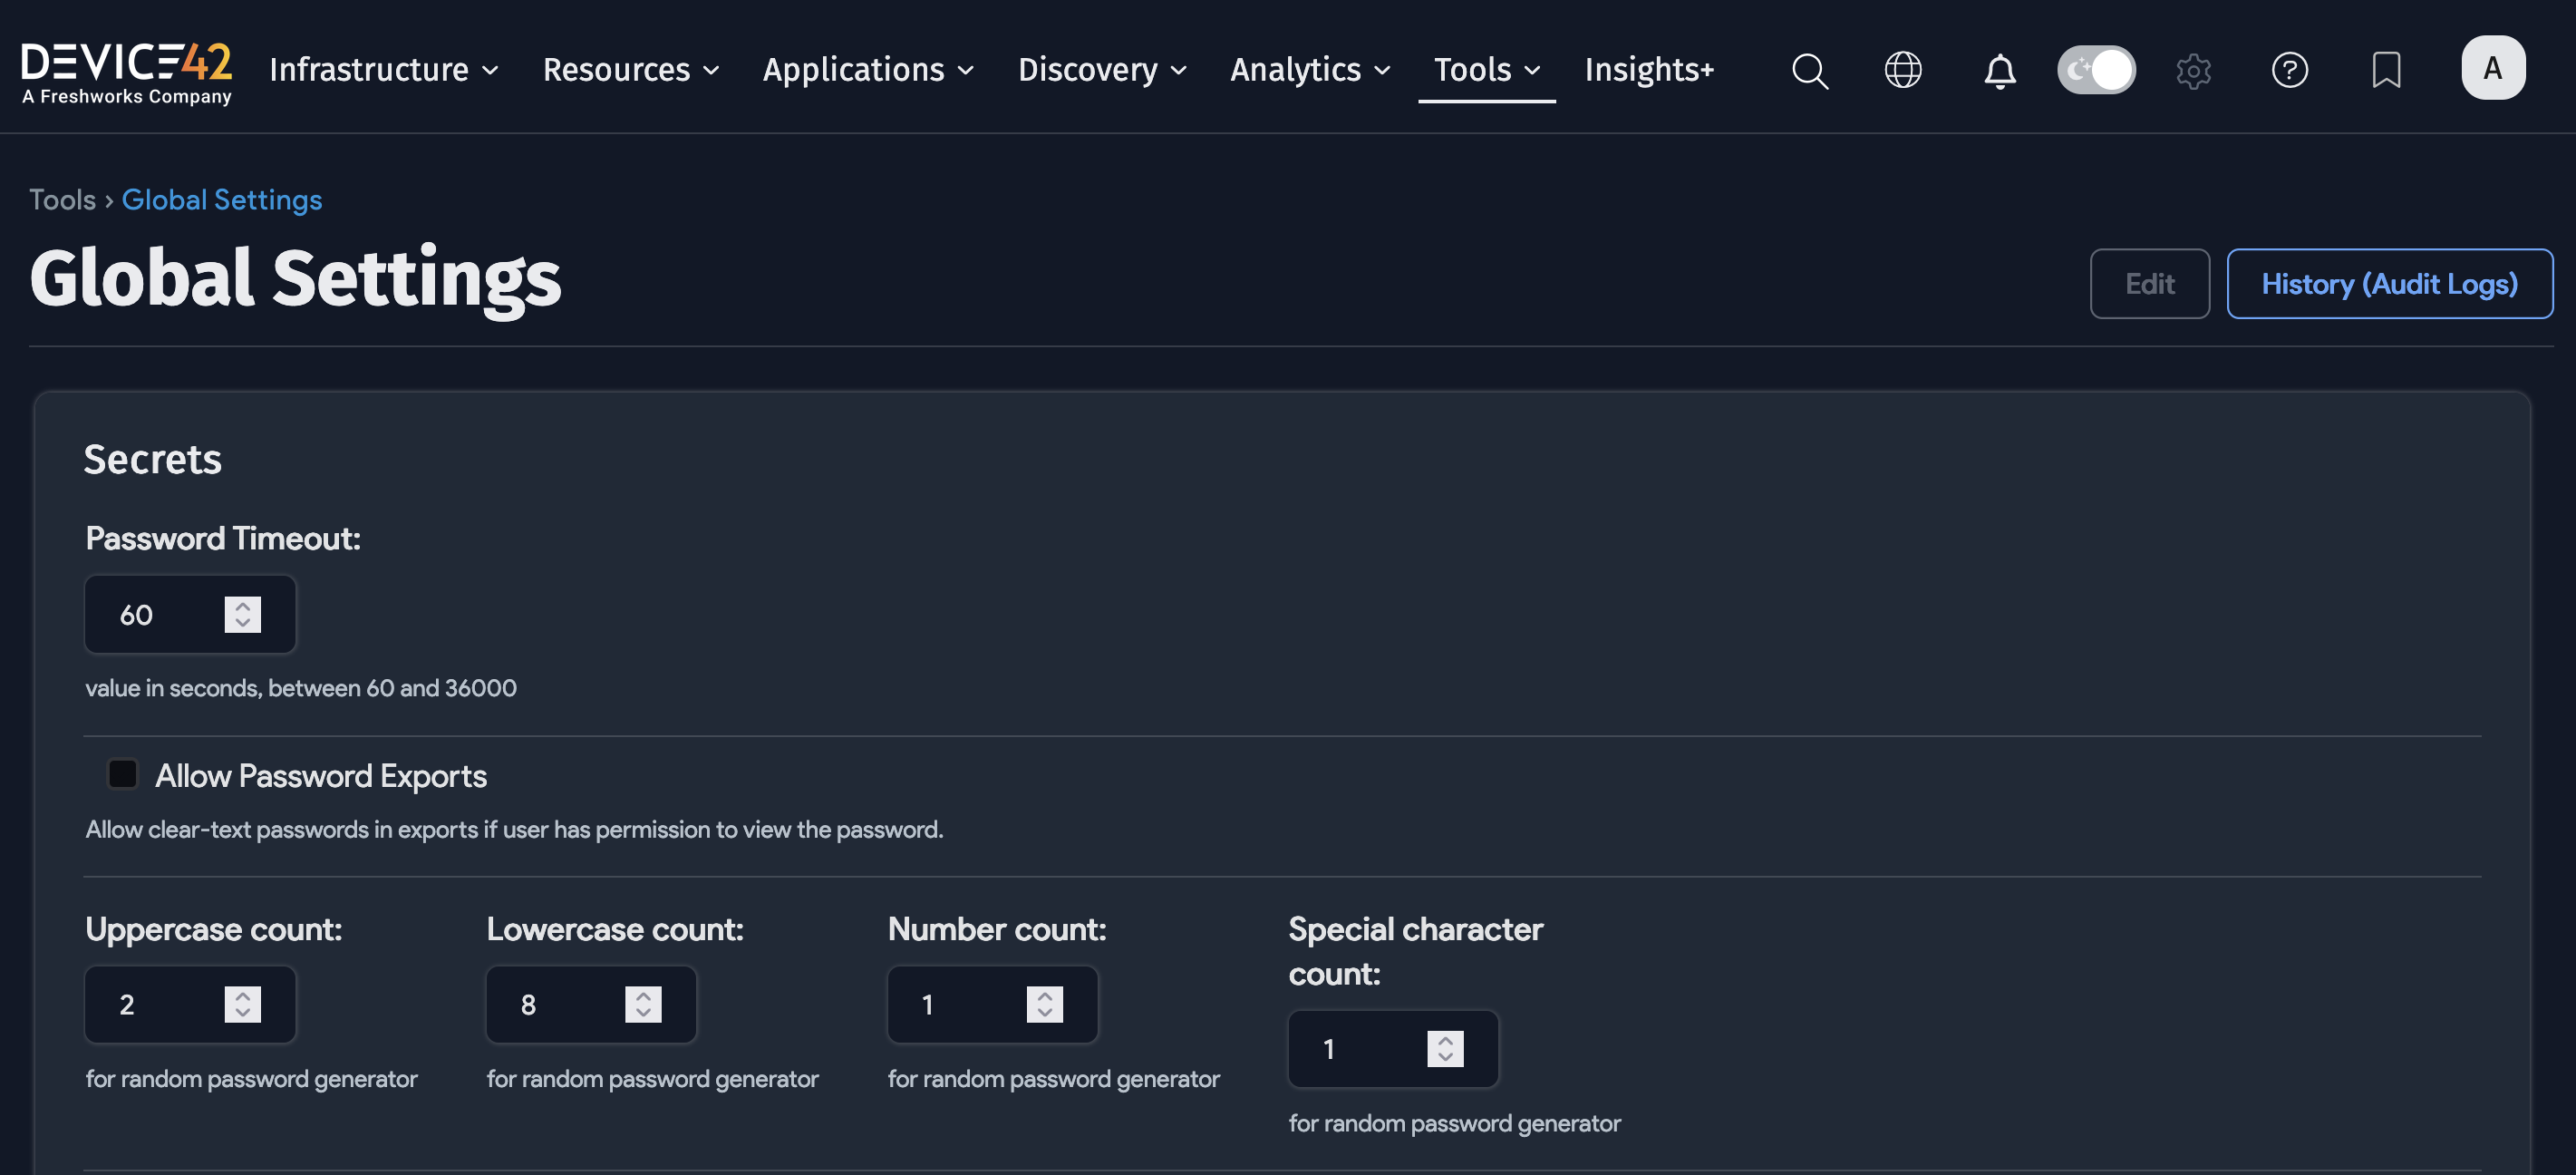 DEVICE42
A Freshworks Company
Infrastructure Resources Applications Discovery Analytics Tools Insights+
A
Tools › Global Settings
Global Settings
Edit
History (Audit Logs)
Secrets
Password Timeout:
60
value in seconds, between 60 and 36000
Allow Password Exports
Allow clear-text passwords in exports if user has permission to view the password.
Uppercase count:
2
for random password generator
Lowercase count:
8
for random password generator
Number count:
1
for random password generator
Special character
count:
1
for random password generator